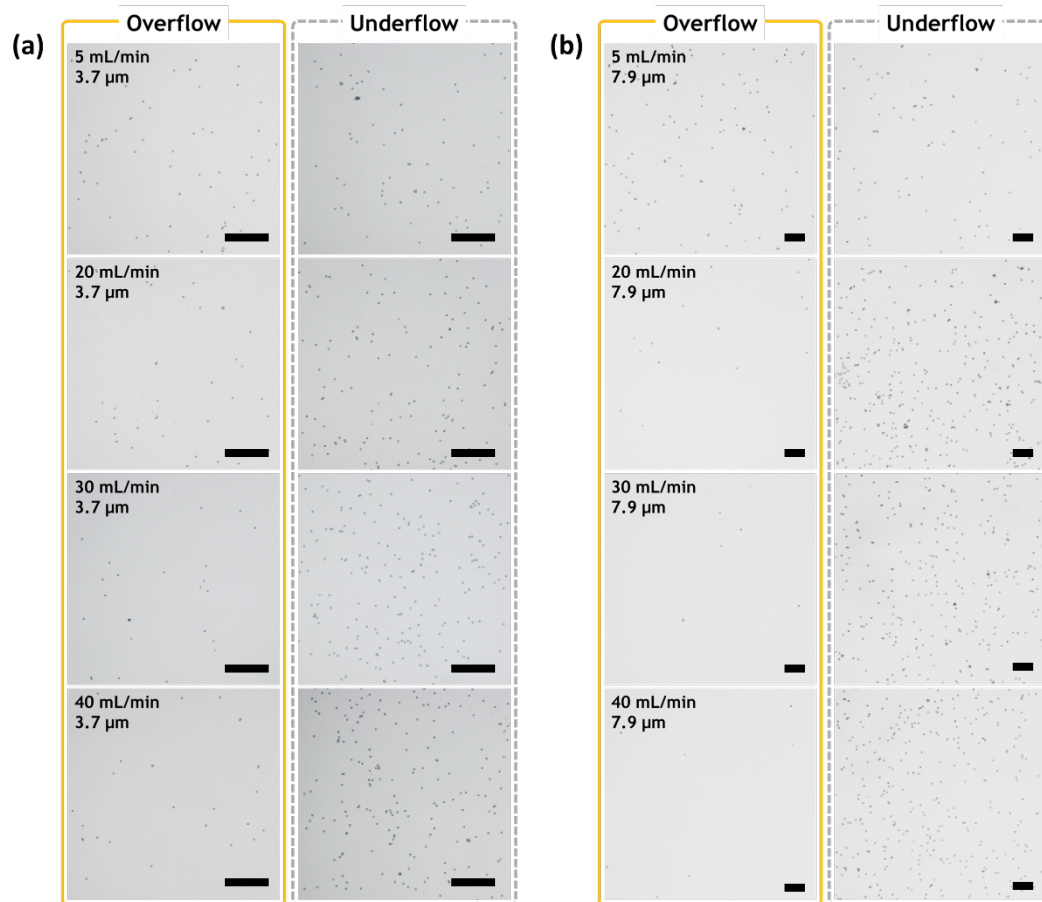 (a)
Overflow
Underflow
5 mL/min
3.7 µm
20 mL/min
3.7 µm
30 mL/min
3.7 µm
40 mL/min
3.7 µm
(b)
Overflow
Underflow
5 mL/min
7.9 µm
20 mL/min
7.9 µm
30 mL/min
7.9 µm
40 mL/min
7.9 µm